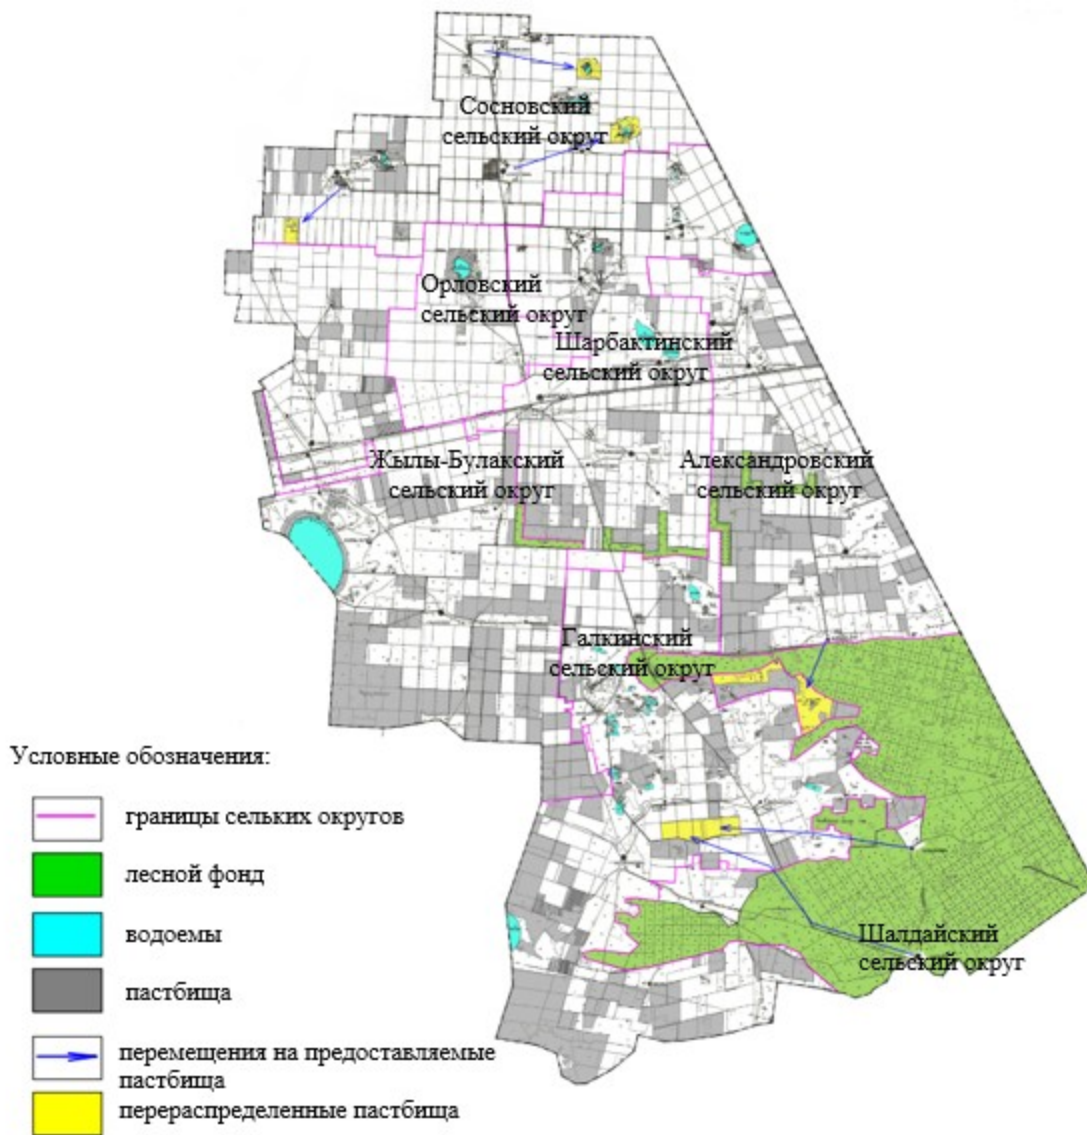 Сосновский
сельский округ
Орловский
сельский округ
Шарбактинский
сельский округ
Жылы-Булакский
сельский округ
Александровский
сельский округ
Галкинский
сельский округ
Шалдайский
сельский округ
Условные обозначения:
границы сельких округов
лесной фонд
водоемы
пастбища
перемещения на предоставляемые
пастбища
перераспределенные пастбища